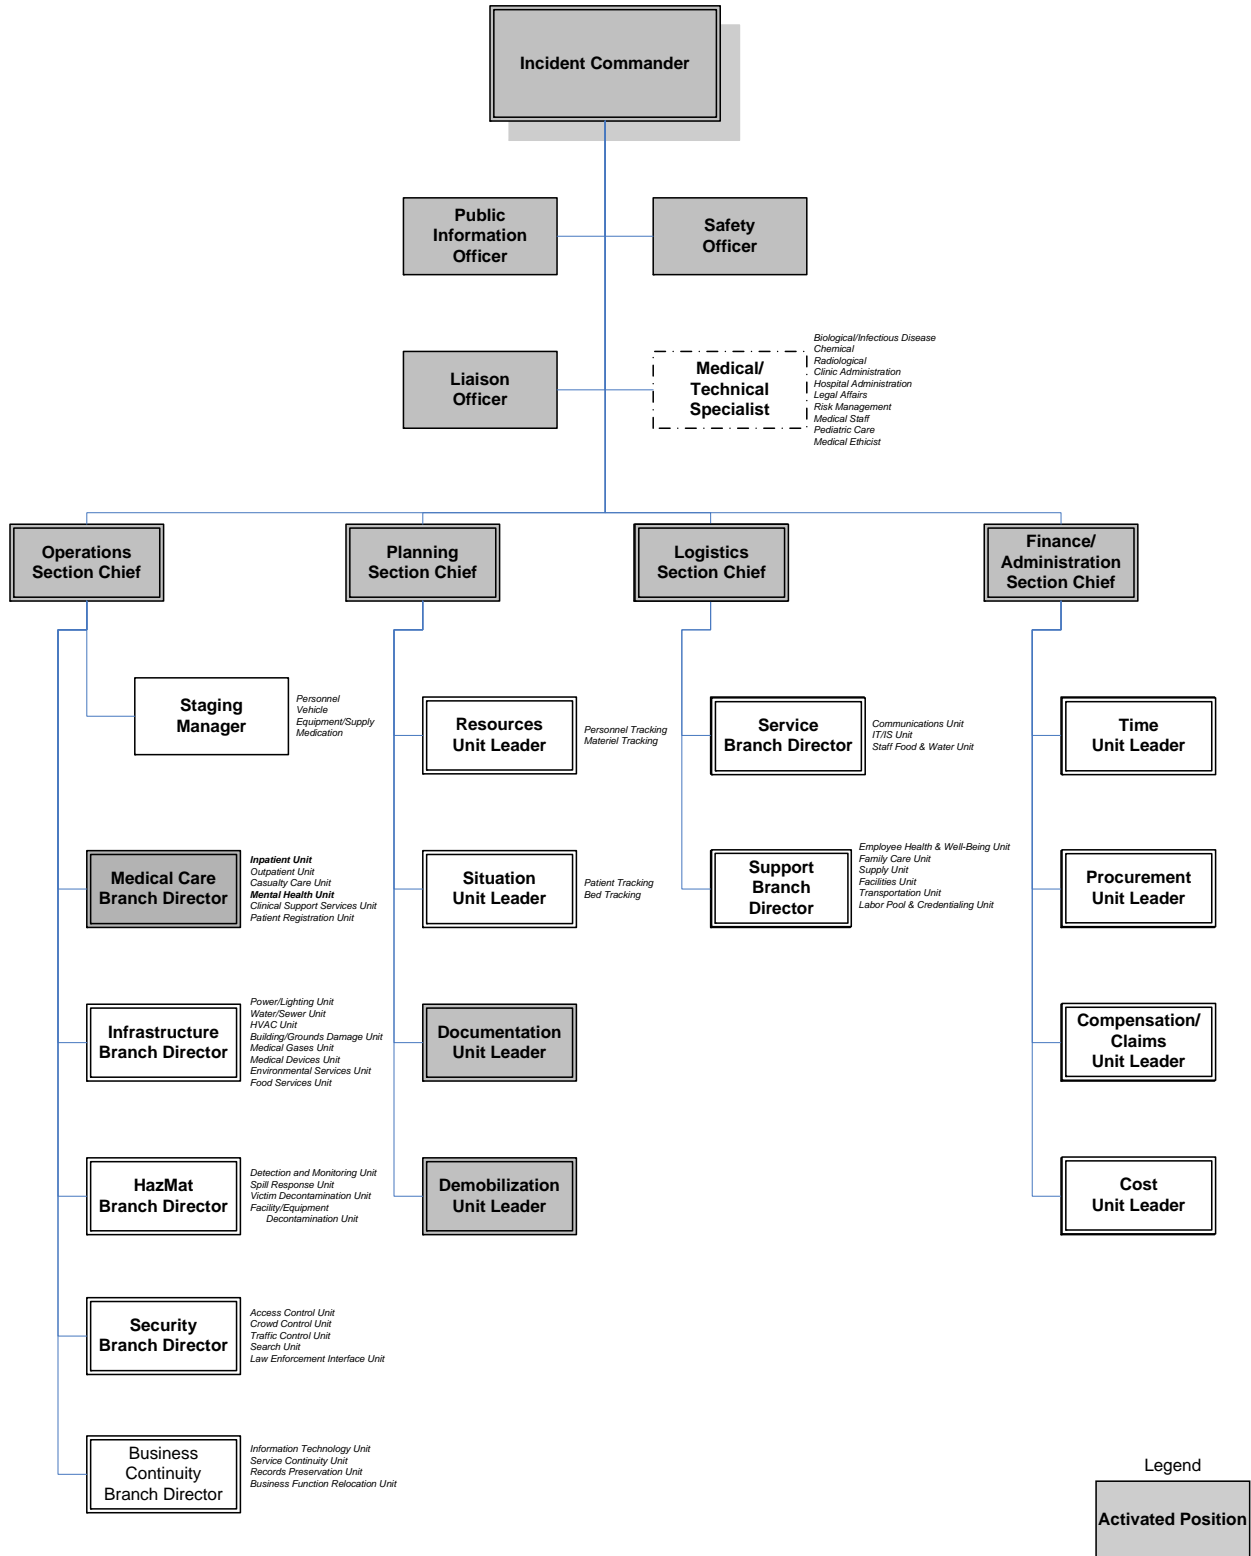 Incident Commander
Public
Information
Officer
Safety
Officer
Liaison
Officer
Medical/
Technical
Specialist
Biological/Infectious Disease
Chemical
Radiological
Clinic Administration
Hospital Administration
Legal Affairs
Risk Management
Medical Staff
Pediatric Care
Medical Ethicist
Operations
Section Chief
Planning
Section Chief
Logistics
Section Chief
Finance/
Administration
Section Chief
Staging
Manager
Personnel
Vehicle
Equipment/Supply
Medication
Resources
Unit Leader
Personnel Tracking
Materiel Tracking
Service
Branch Director
Communications Unit
IT/IS Unit
Staff Food & Water Unit
Time
Unit Leader
Medical Care
Branch Director
Inpatient Unit
Outpatient Unit
Casualty Care Unit
Mental Health Unit
Clinical Support Services Unit
Patient Registration Unit
Situation
Unit Leader
Patient Tracking
Bed Tracking
Support
Branch
Director
Employee Health & Well-Being Unit
Family Care Unit
Supply Unit
Facilities Unit
Transportation Unit
Labor Pool & Credentialing Unit
Procurement
Unit Leader
Infrastructure
Branch Director
Power/Lighting Unit
Water/Sewer Unit
HVAC Unit
Building/Grounds Damage Unit
Medical Gases Unit
Medical Devices Unit
Environmental Services Unit
Food Services Unit
Documentation
Unit Leader
Compensation/
Claims
Unit Leader
HazMat
Branch Director
Detection and Monitoring Unit
Spill Response Unit
Victim Decontamination Unit
Facility/Equipment
Decontamination Unit
Demobilization
Unit Leader
Cost
Unit Leader
Security
Branch Director
Access Control Unit
Crowd Control Unit
Traffic Control Unit
Search Unit
Law Enforcement Interface Unit
Business
Continuity
Branch Director
Information Technology Unit
Service Continuity Unit
Records Preservation Unit
Business Function Relocation Unit
Legend
Activated Position